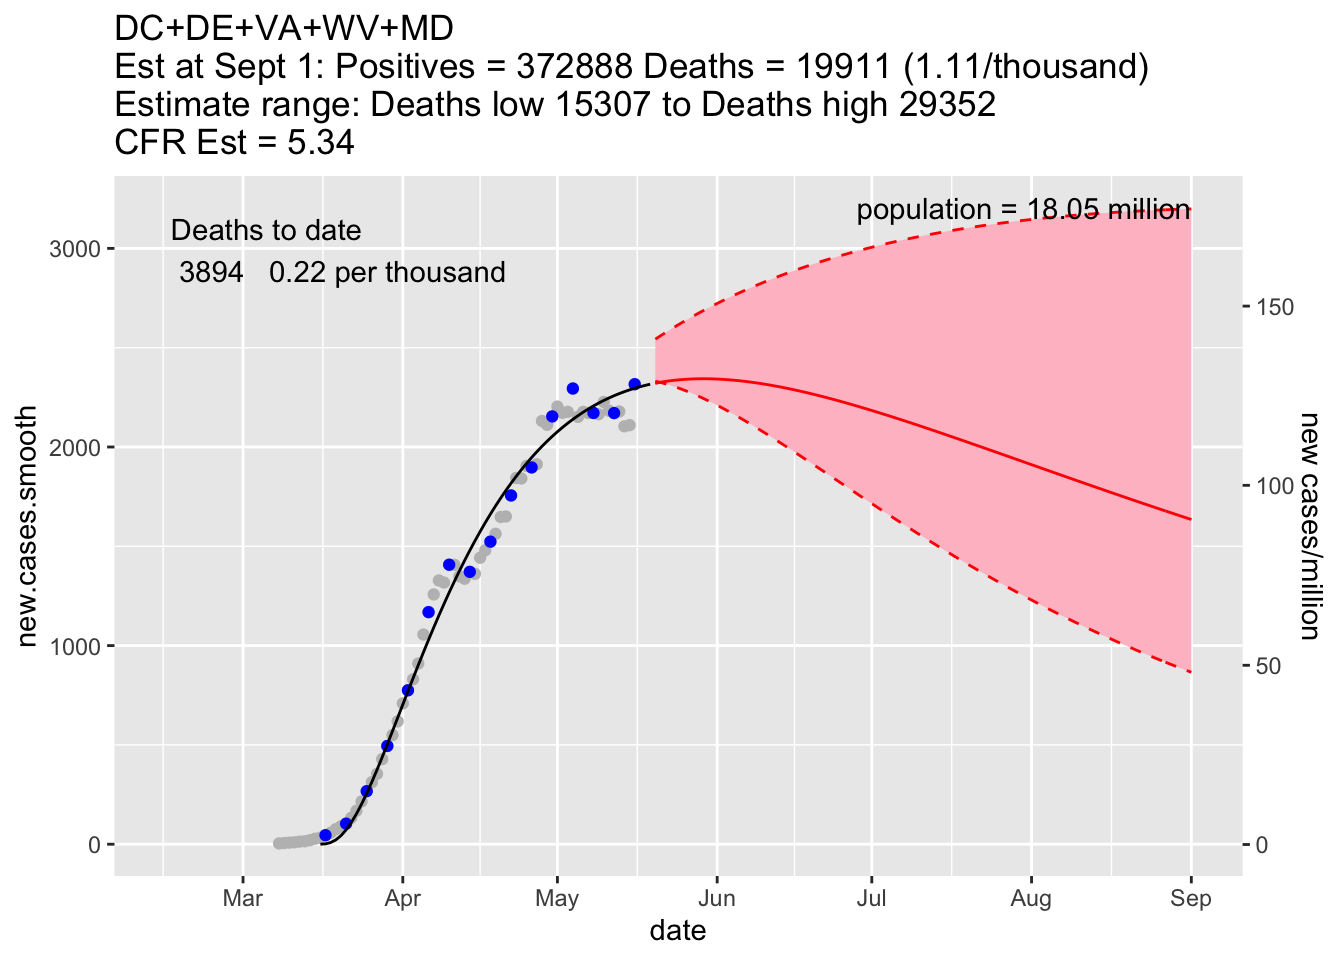 DC+DE+VA+WV+MD
Est at Sept 1: Positives = 372888 Deaths = 19911 (1.11/thousand)
Estimate range: Deaths low 15307 to Deaths high 29352
CFR Est = 5.34
population = 18.05 million
Deaths to date
3894 0.22 per thousand
new.cases.smooth
3000
2000
1000
0
150
100
50
0
new cases/million
Mar Apr May Jun Jul Aug Sep
date